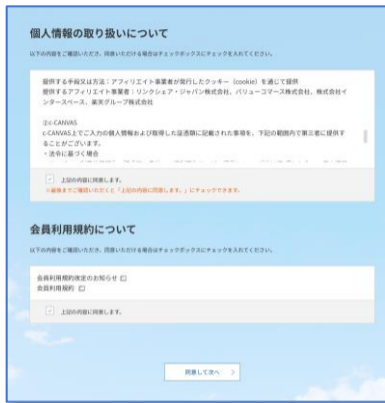 個人情報の取り扱いについて
以下の内容をご確認いただき、同意いただける場合はチェックボックスにチェックを入れてください。
提供する手段又は方法：アフィリエイト事業者が発行したクッキー（cookie）を通じて提供
提供するアフィリエイト事業者：リンクシェア・ジャパン株式会社、バリューコマース株式会社、株式会社イ
ンタースペース、楽天グループ株式会社
②c-CANVAS
c-CANVAS上でご入力の個人情報および取得した証憑類に記載された事項を、下記の範囲内で第三者に提供す
ることがございます。
・法令に基づく場合
上記の内容に同意します。
※最後までご確認いただくと「上記の内容に同意します。」にチェックできます。
会員利用規約について
以下の内容をご確認いただき、同意いただける場合はチェックボックスにチェックを入れてください。
会員利用規約改定のお知らせ
会員利用規約
上記の内容に同意します。
同意して次へ